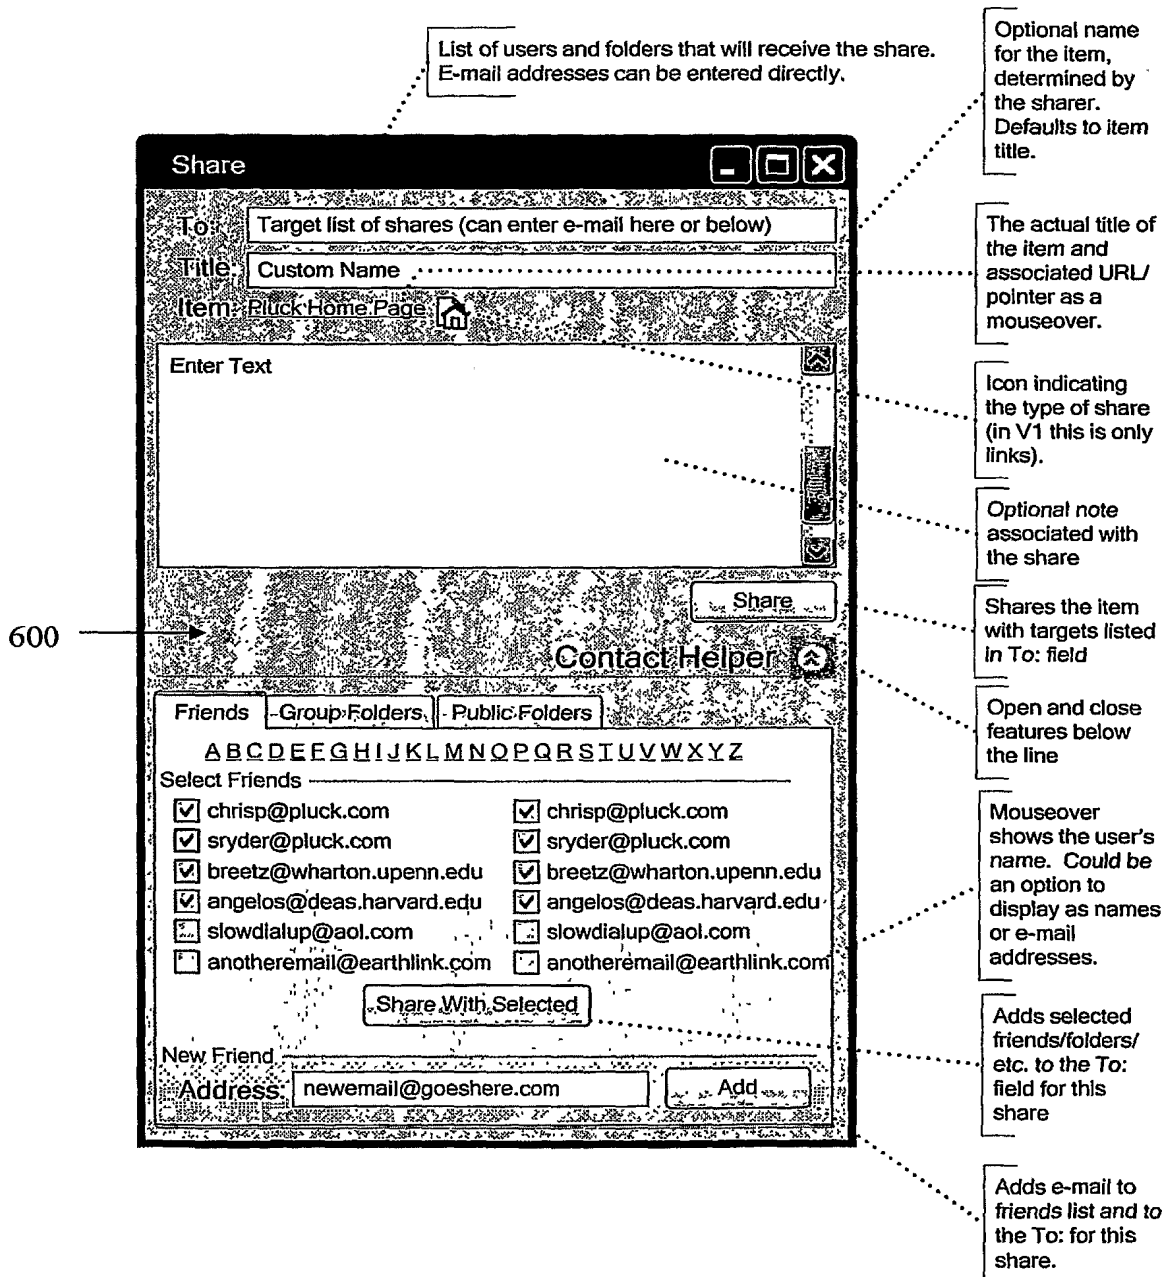 List of users and folders that will receive the share.
E-mail addresses can be entered directly.
Optional name
for the item,
determined by
the sharer.
Defaults to item
title.
Share
To:
Target list of shares (can enter e-mail here or below)
Title:
Custom Name
Item:
Pluck Home Page
The actual title of
the item and
associated URL/
pointer as a
mouseover.
Enter Text
Icon indicating
the type of share
(in V1 this is only
links).
Optional note
associated with
the share
Share
Shares the item
with targets listed
in To: field
600
Contact Helper
Open and close
features below
the line
Friends
Group Folders
Public Folders
A B C D E F G H I J K L M N O P Q R S T U V W X Y Z
Select Friends
chrisp@pluck.com
chrisp@pluck.com
sryder@pluck.com
sryder@pluck.com
breetz@wharton.upenn.edu
breetz@wharton.upenn.edu
angelos@deas.harvard.edu
angelos@deas.harvard.edu
slowdialup@aol.com
slowdialup@aol.com
anotheremail@earthlink.com
anotheremail@earthlink.com
Mouseover
shows the user's
name. Could be
an option to
display as names
or e-mail
addresses.
Share With Selected
Adds selected
friends/folders/
etc. to the To:
field for this
share
New Friend
Address:
newemail@goeshere.com
Add
Adds e-mail to
friends list and to
the To: for this
share.